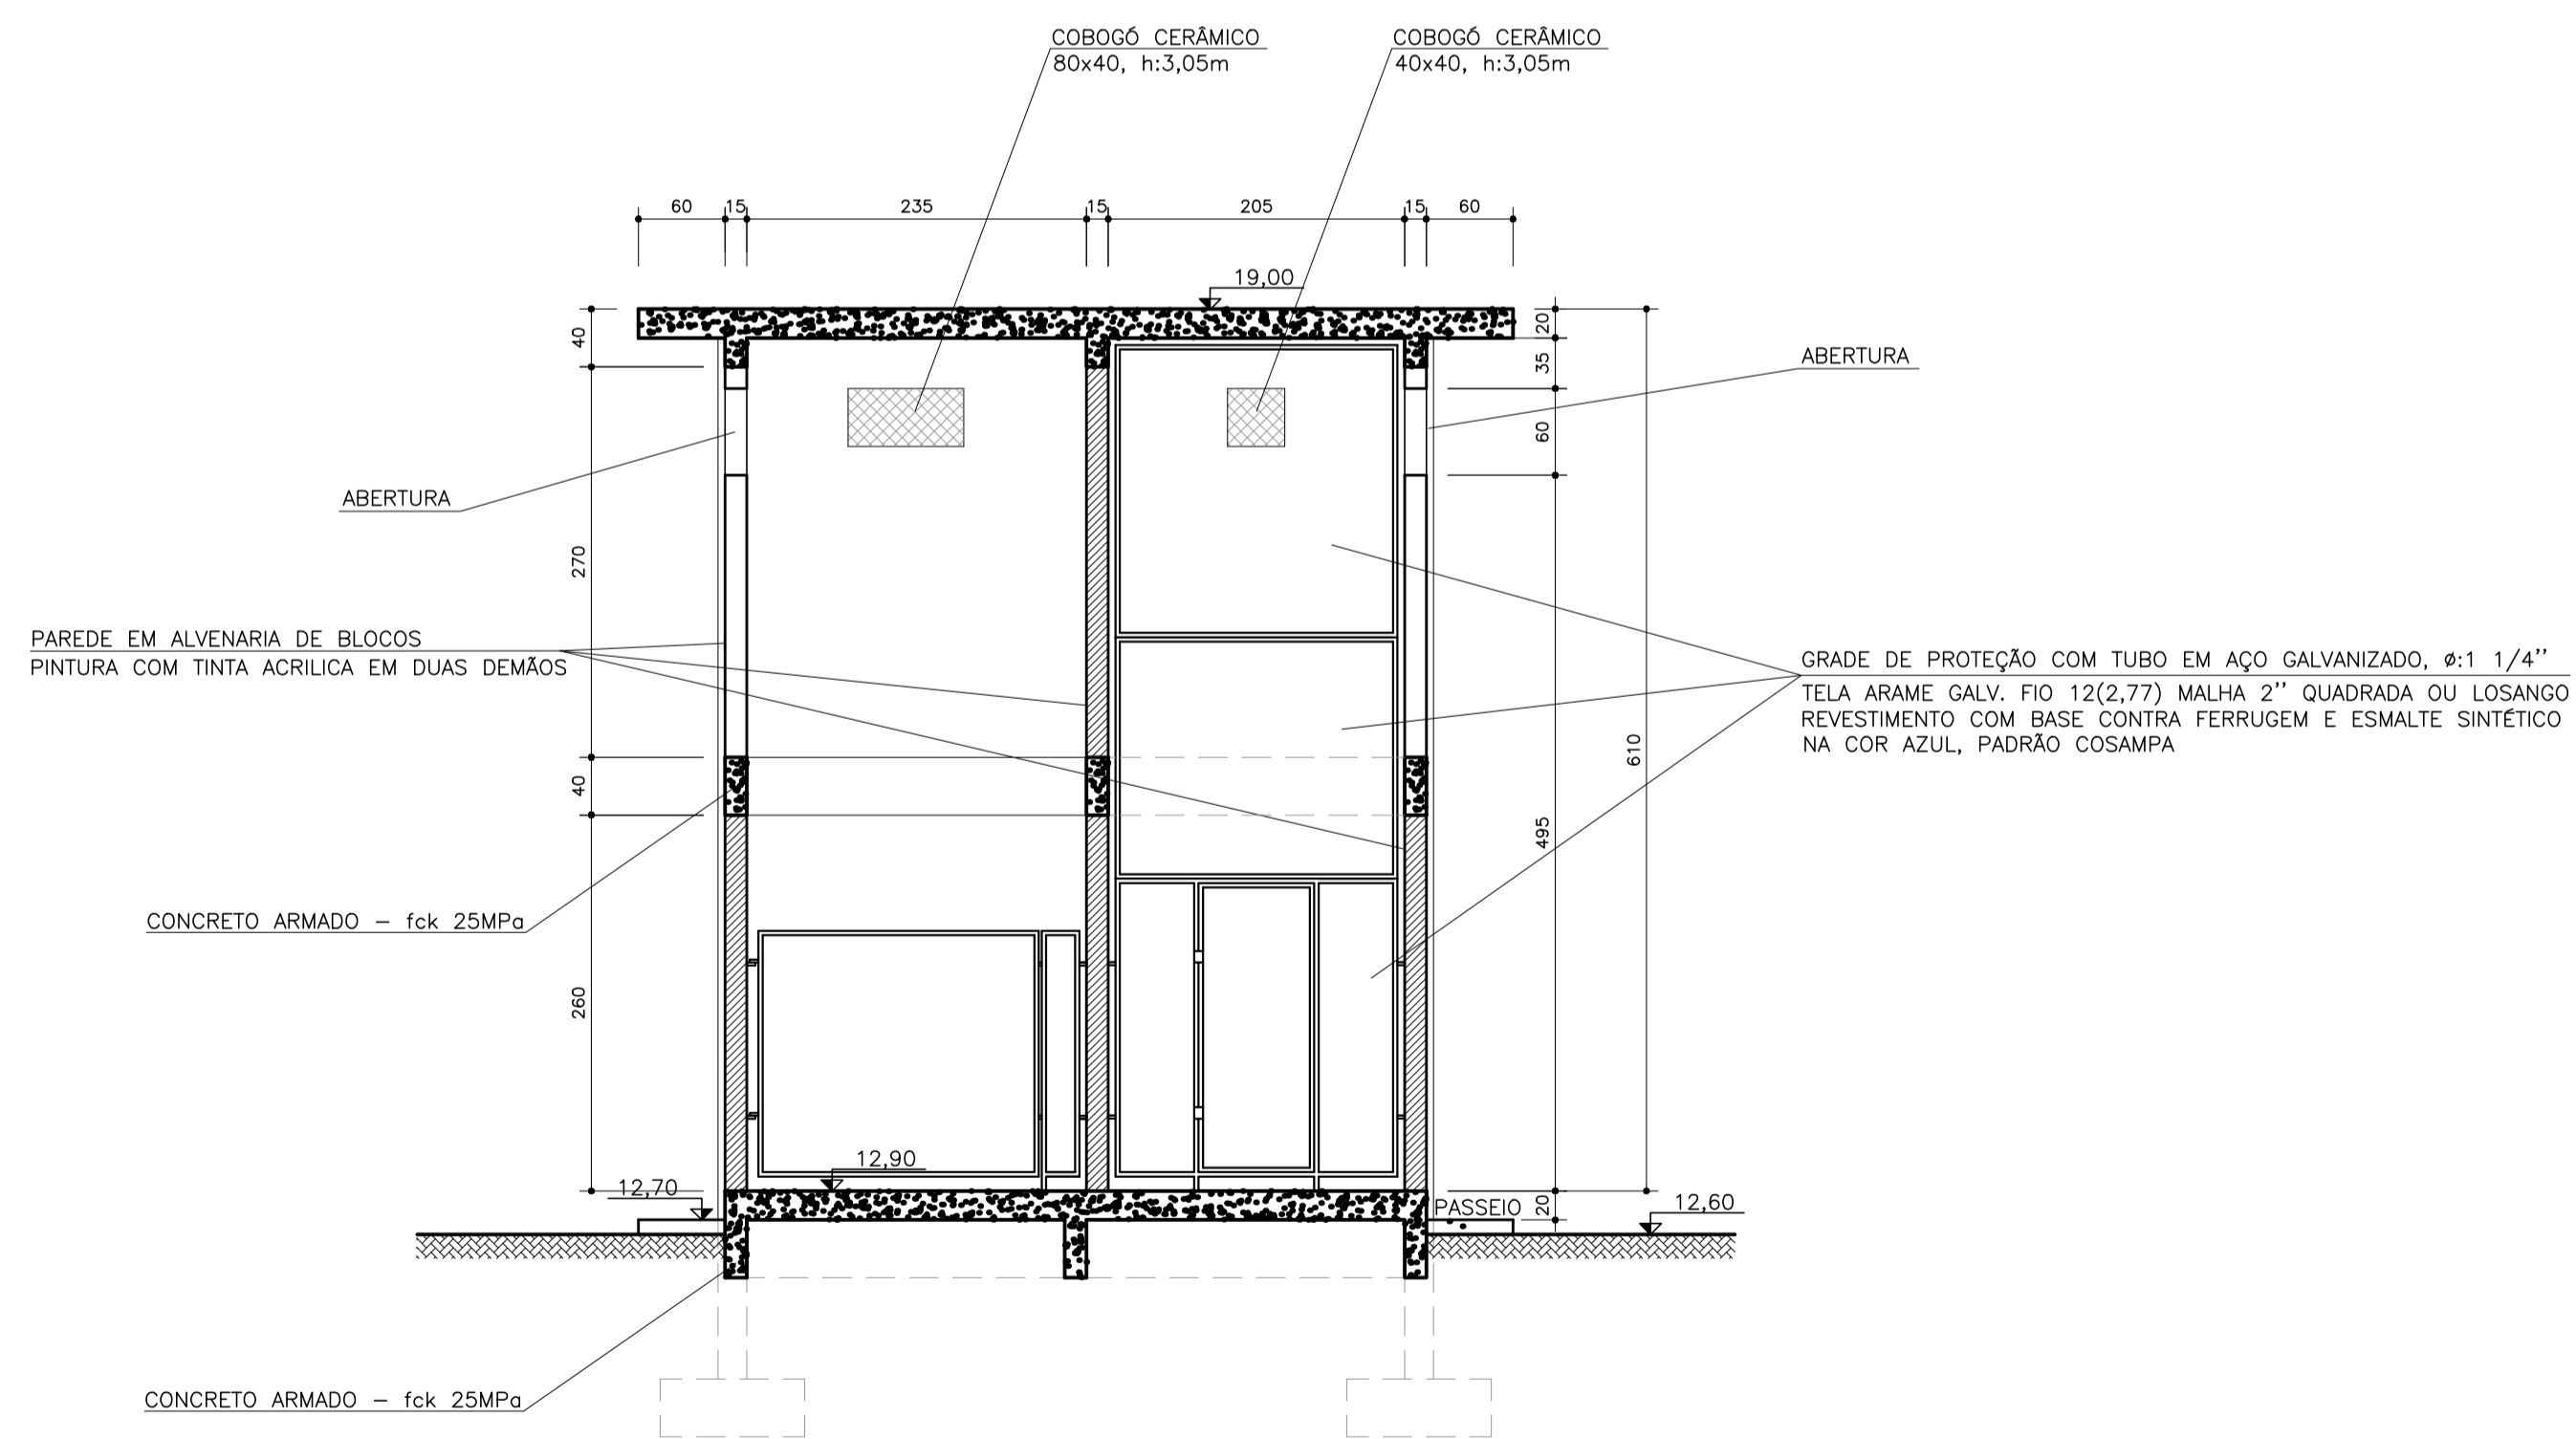 COBOGÓ CERÂMICO
80x40, h:3,05m
COBOGÓ CERÂMICO
40x40, h:3,05m
60
15
235
15
205
15
60
19,00
40
20
35
ABERTURA
60
ABERTURA
270
PAREDE EM ALVENARIA DE BLOCOS
PINTURA COM TINTA ACRILICA EM DUAS DEMÃOS
GRADE DE PROTEÇÃO COM TUBO EM AÇO GALVANIZADO, ø:1 1/4''
TELA ARAME GALV. FIO 12(2,77) MALHA 2'' QUADRADA OU LOSANGO
REVESTIMENTO COM BASE CONTRA FERRUGEM E ESMALTE SINTÉTICO
NA COR AZUL, PADRÃO COSAMPA
610
40
495
CONCRETO ARMADO – fck 25MPa
260
12,90
12,70
PASSEIO
20
12,60
CONCRETO ARMADO – fck 25MPa